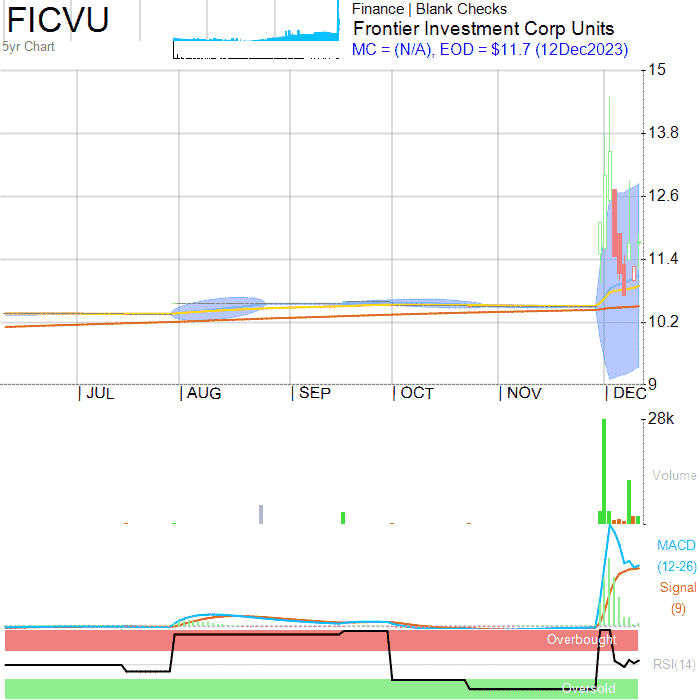 FICVU
5yr Chart
Finance | Blank Checks
Frontier Investment Corp Units
MC = (N/A), EOD = $11.7 (12Dec2023)
15
13.8
12.6
11.4
10.2
9
| JUL | AUG | SEP | OCT | NOV | DEC
28k
Volume
MACD
(12-26)
Signal
(9)
Overbought
RSI(14)
Oversold